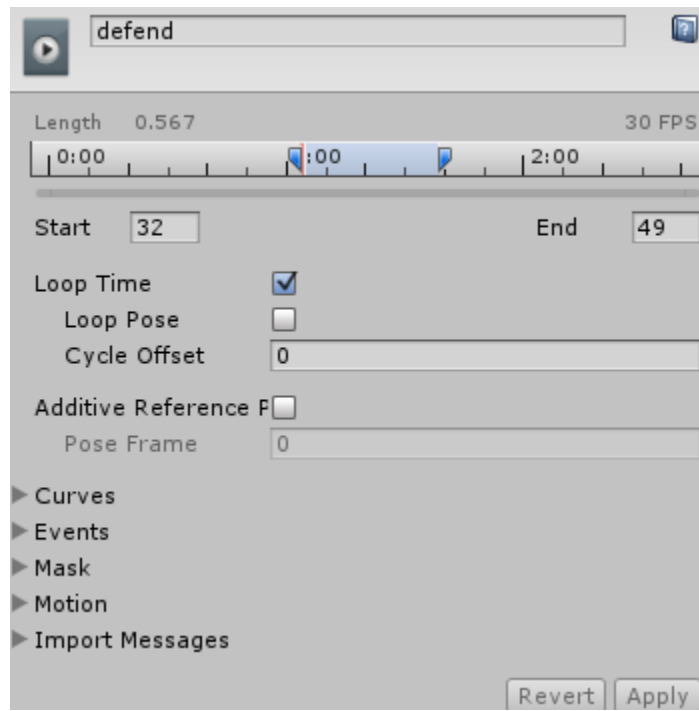 defend
Length 0.567 30 FPS
0:00 :00 2:00
Start 32 End 49
Loop Time
Loop Pose
Cycle Offset 0
Additive Reference P
Pose Frame 0
Curves
Events
Mask
Motion
Import Messages
Revert Apply